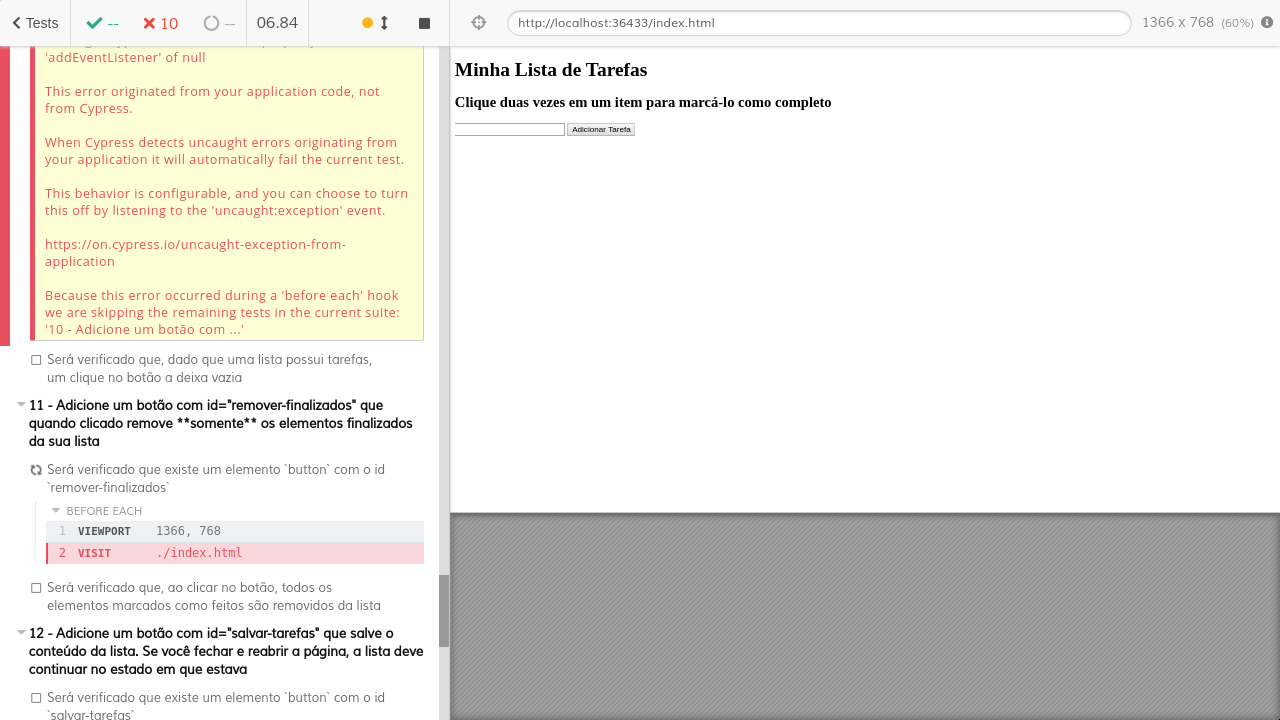 Tests
--
10
--
06.84
http://localhost:36433/index.html
1366 x 768 (60%)
'addEventListener' of null
This error originated from your application code, not
from Cypress.
When Cypress detects uncaught errors originating from
your application it will automatically fail the current test.
This behavior is configurable, and you can choose to turn
this off by listening to the 'uncaught:exception' event.
https://on.cypress.io/uncaught-exception-from-
application
Because this error occurred during a 'before each' hook
we are skipping the remaining tests in the current suite:
'10 - Adicione um botão com ...'
Será verificado que, dado que uma lista possui tarefas,
um clique no botão a deixa vazia
11 - Adicione um botão com id="remover-finalizados" que
quando clicado remove **somente** os elementos finalizados
da sua lista
Será verificado que existe um elemento `button` com o id
`remover-finalizados`
BEFORE EACH
1 VIEWPORT 1366, 768
2 VISIT ./index.html
Será verificado que, ao clicar no botão, todos os
elementos marcados como feitos são removidos da lista
12 - Adicione um botão com id="salvar-tarefas" que salve o
conteúdo da lista. Se você fechar e reabrir a página, a lista deve
continuar no estado em que estava
Será verificado que existe um elemento `button` com o id
`salvar-tarefas`
Minha Lista de Tarefas
Clique duas vezes em um item para marcá-lo como completo
Adicionar Tarefa